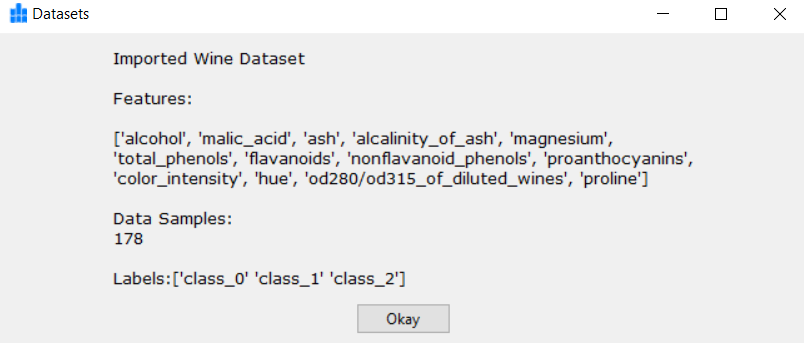 Datasets
Imported Wine Dataset
Features:
['alcohol', 'malic_acid', 'ash', 'alcalinity_of_ash', 'magnesium',
'total_phenols', 'flavanoids', 'nonflavanoid_phenols', 'proanthocyanins',
'color_intensity', 'hue', 'od280/od315_of_diluted_wines', 'proline']
Data Samples:
178
Labels:['class_0' 'class_1' 'class_2']
Okay